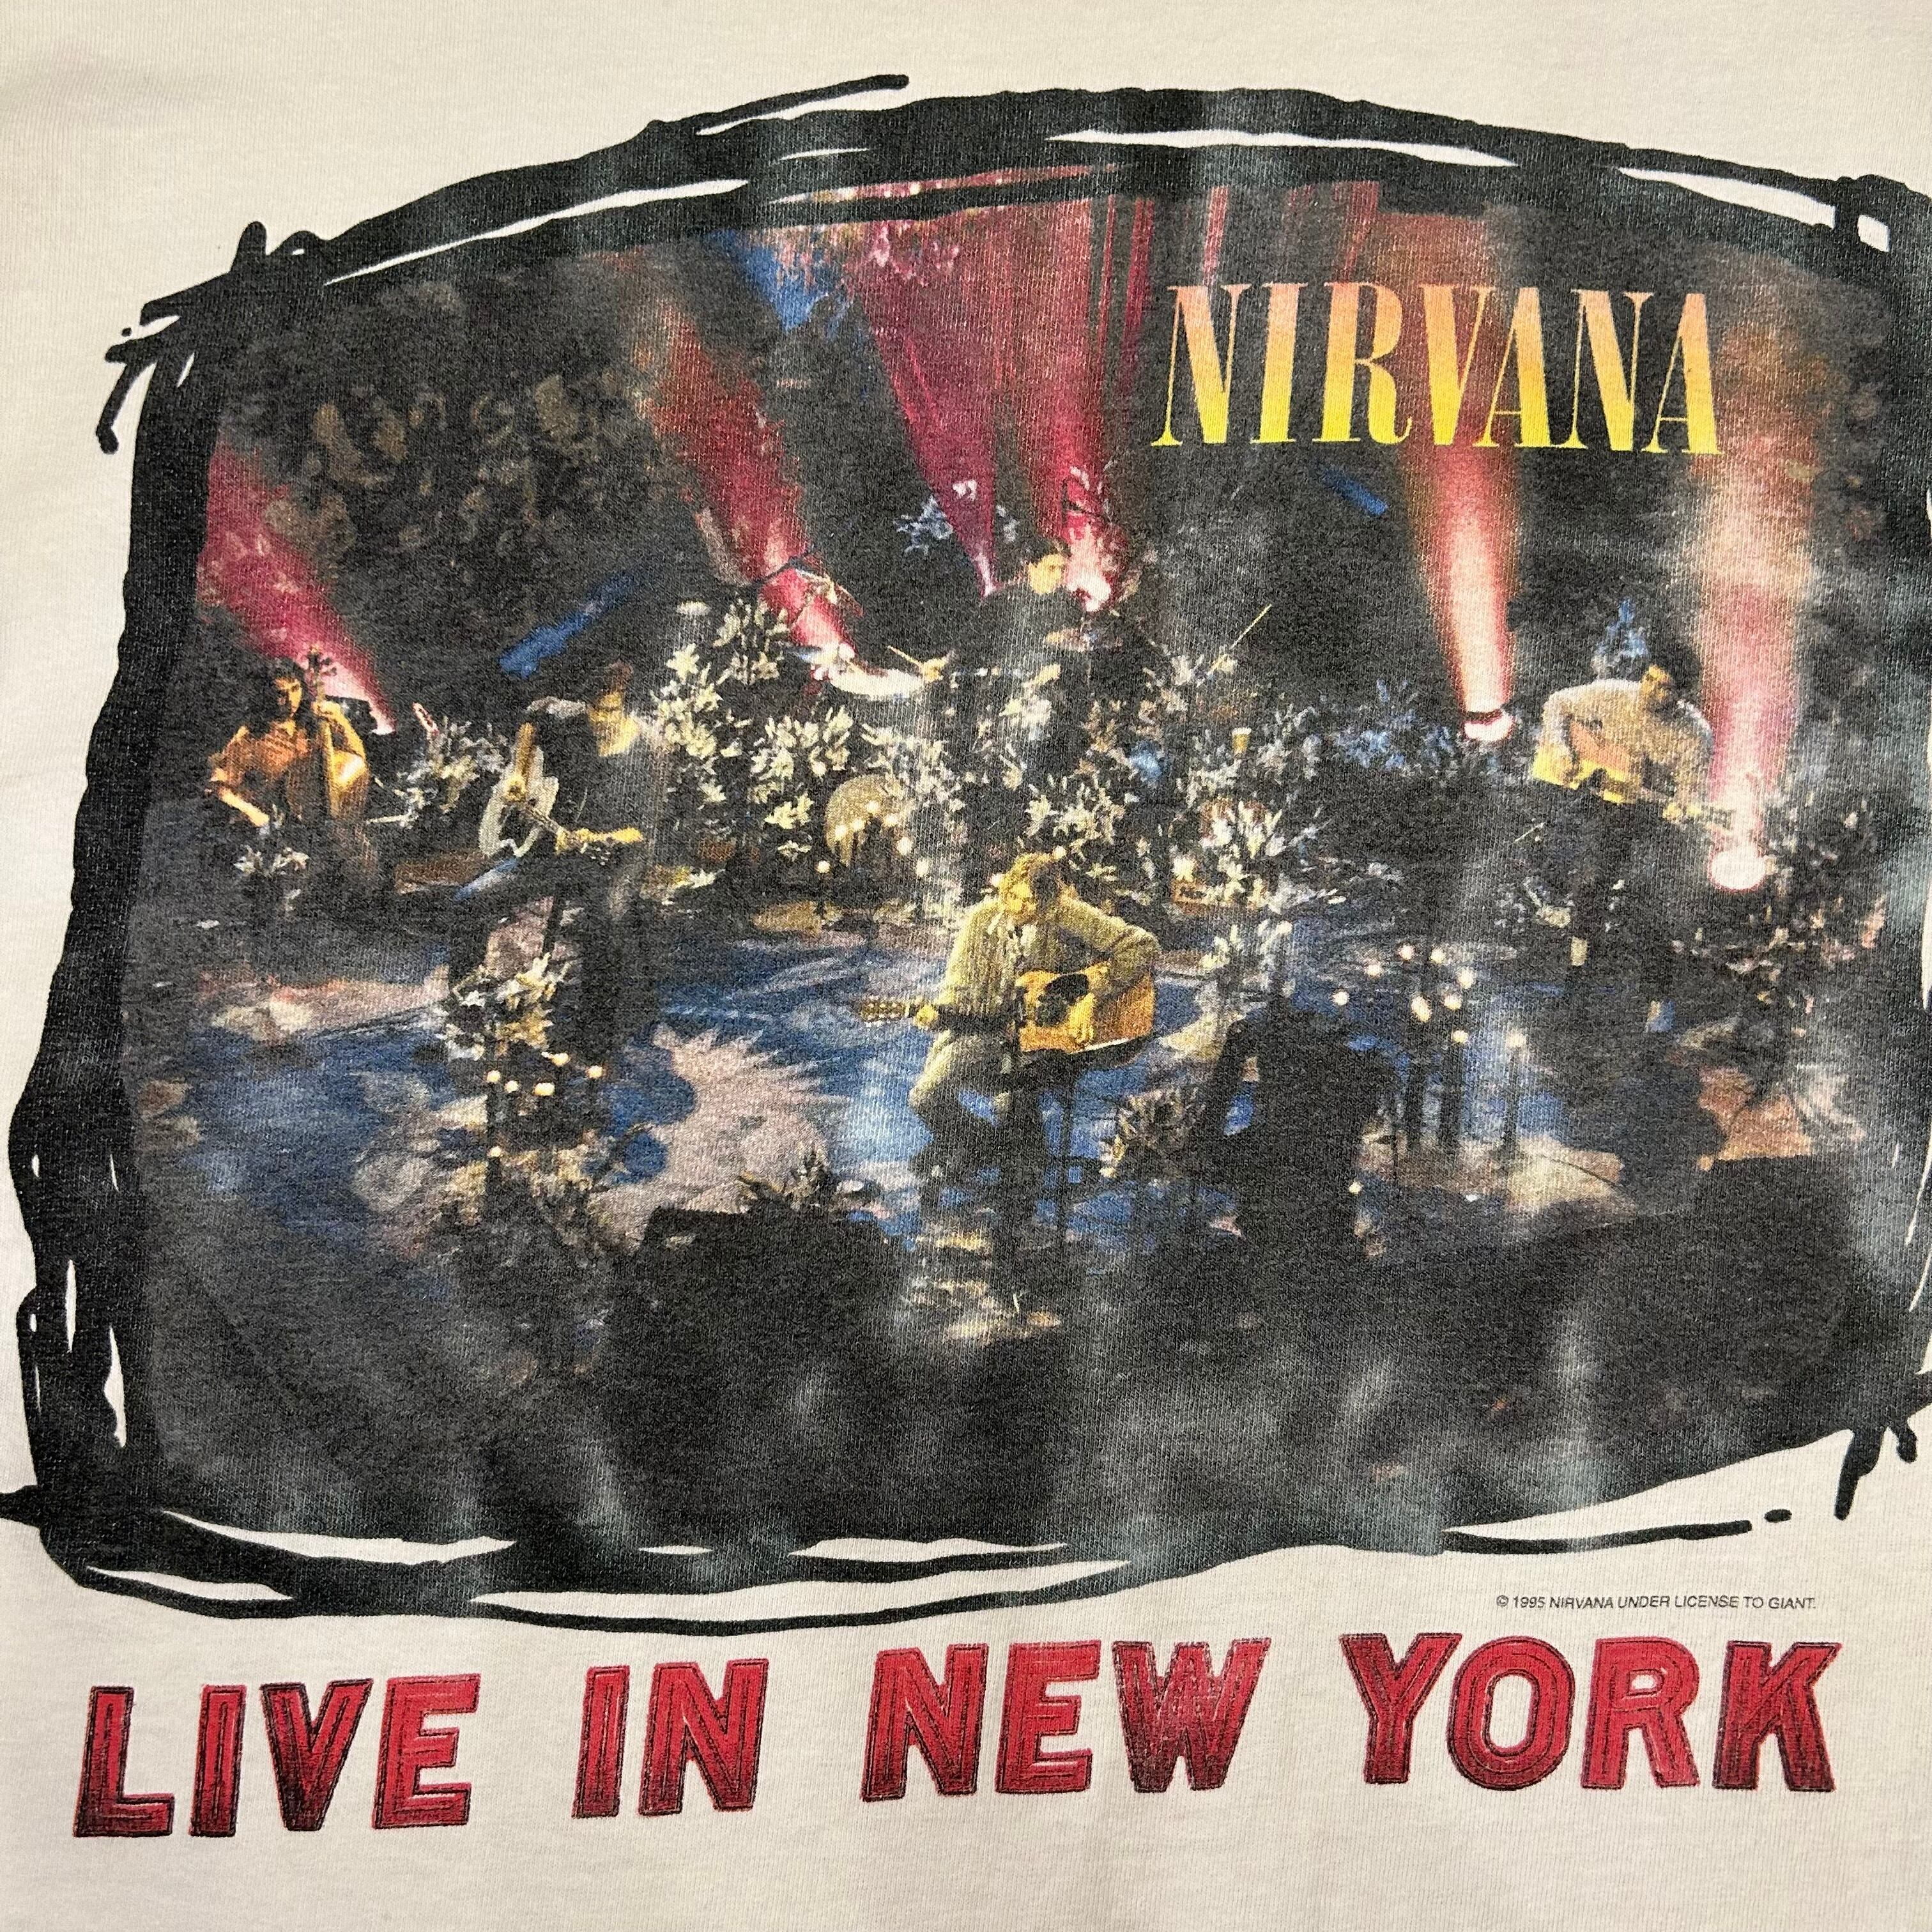 NIRVANA
© 1995 NIRVANA UNDER LICENSE TO GIANT.
LIVE IN NEW YORK